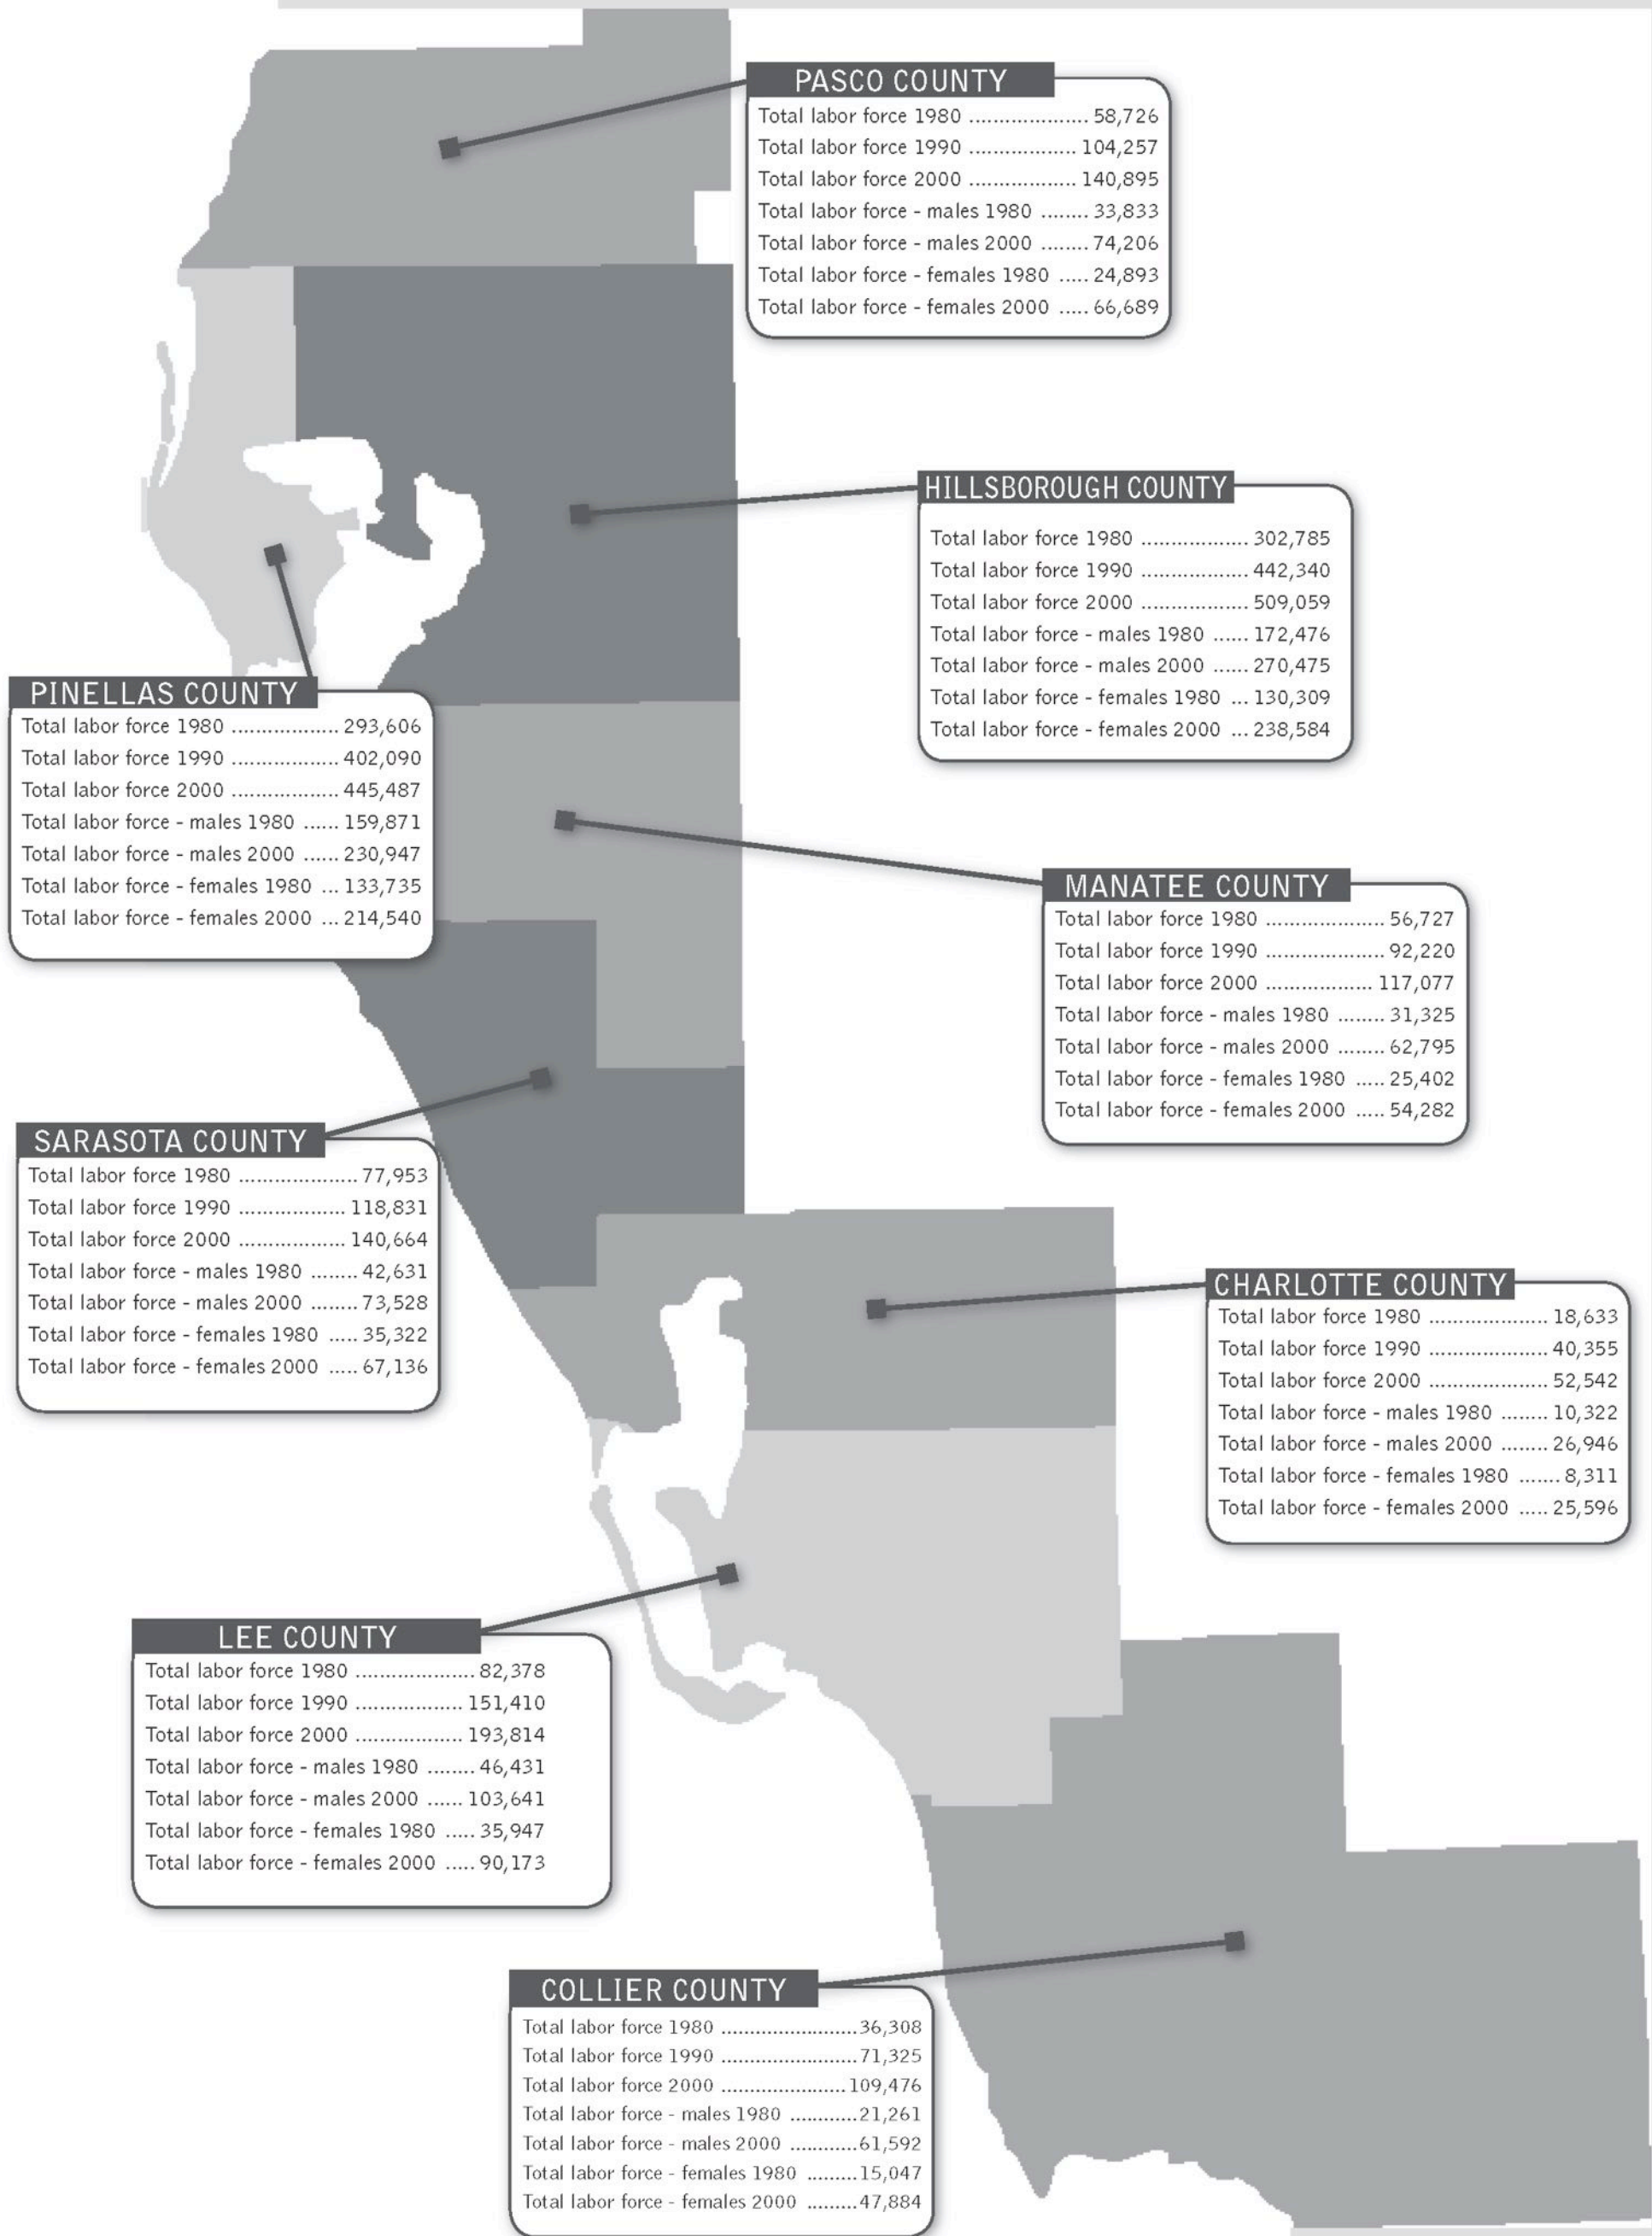 PASCO COUNTY
Total labor force 1980 ..................... 58,726
Total labor force 1990 ................... 104,257
Total labor force 2000 ................... 140,895
Total labor force - males 1980 ........ 33,833
Total labor force - males 2000 ........ 74,206
Total labor force - females 1980 ..... 24,893
Total labor force - females 2000 ..... 66,689
HILLSBOROUGH COUNTY
Total labor force 1980 ................... 302,785
Total labor force 1990 ................... 442,340
Total labor force 2000 ................... 509,059
Total labor force - males 1980 ...... 172,476
Total labor force - males 2000 ...... 270,475
Total labor force - females 1980 ... 130,309
Total labor force - females 2000 ... 238,584
PINELLAS COUNTY
Total labor force 1980 ................... 293,606
Total labor force 1990 ................... 402,090
Total labor force 2000 ................... 445,487
Total labor force - males 1980 ...... 159,871
Total labor force - males 2000 ...... 230,947
Total labor force - females 1980 ... 133,735
Total labor force - females 2000 ... 214,540
MANATEE COUNTY
Total labor force 1980 ..................... 56,727
Total labor force 1990 ..................... 92,220
Total labor force 2000 ................... 117,077
Total labor force - males 1980 ........ 31,325
Total labor force - males 2000 ........ 62,795
Total labor force - females 1980 ..... 25,402
Total labor force - females 2000 ..... 54,282
SARASOTA COUNTY
Total labor force 1980 ..................... 77,953
Total labor force 1990 ................... 118,831
Total labor force 2000 ................... 140,664
Total labor force - males 1980 ........ 42,631
Total labor force - males 2000 ........ 73,528
Total labor force - females 1980 ..... 35,322
Total labor force - females 2000 ..... 67,136
CHARLOTTE COUNTY
Total labor force 1980 ..................... 18,633
Total labor force 1990 ..................... 40,355
Total labor force 2000 ..................... 52,542
Total labor force - males 1980 ........ 10,322
Total labor force - males 2000 ........ 26,946
Total labor force - females 1980 ....... 8,311
Total labor force - females 2000 ..... 25,596
LEE COUNTY
Total labor force 1980 ..................... 82,378
Total labor force 1990 ................... 151,410
Total labor force 2000 ................... 193,814
Total labor force - males 1980 ........ 46,431
Total labor force - males 2000 ...... 103,641
Total labor force - females 1980 ..... 35,947
Total labor force - females 2000 ..... 90,173
COLLIER COUNTY
Total labor force 1980 ........................36,308
Total labor force 1990 ........................71,325
Total labor force 2000 ......................109,476
Total labor force - males 1980 ............21,261
Total labor force - males 2000 ............61,592
Total labor force - females 1980 .........15,047
Total labor force - females 2000 .........47,884